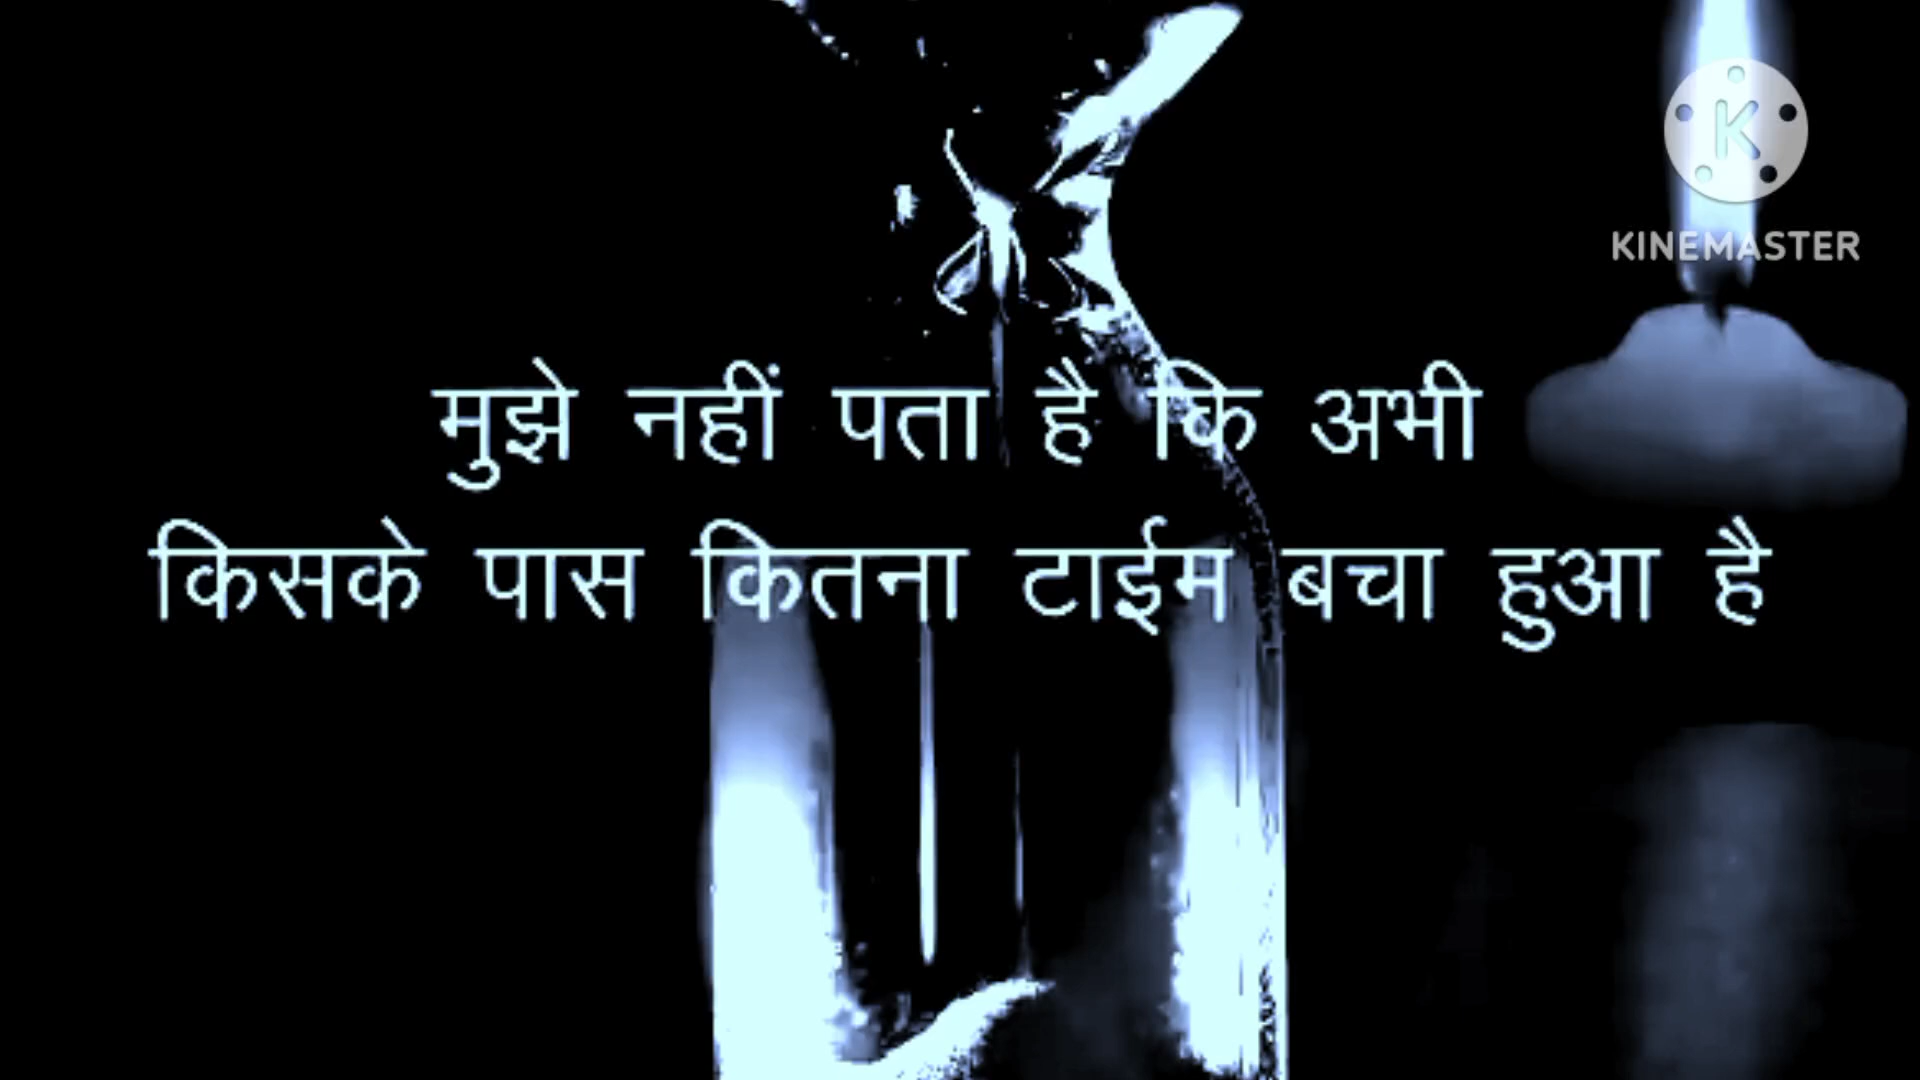 KINEMASTER
मुझे नहीं पता है कि अभी
किसके पास कितना टाईम बचा हुआ है